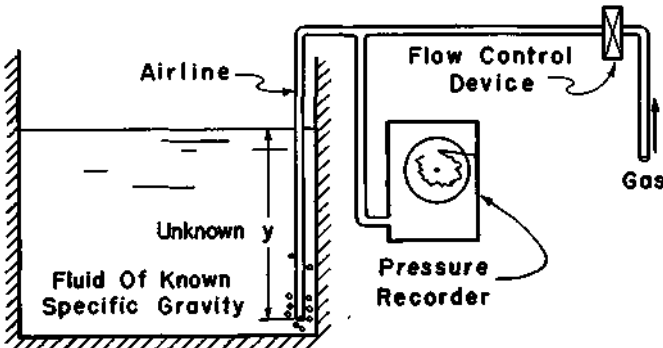 Airline
Flow Control
Device
Gas
Unknown y
Fluid Of Known
Specific Gravity
Pressure
Recorder